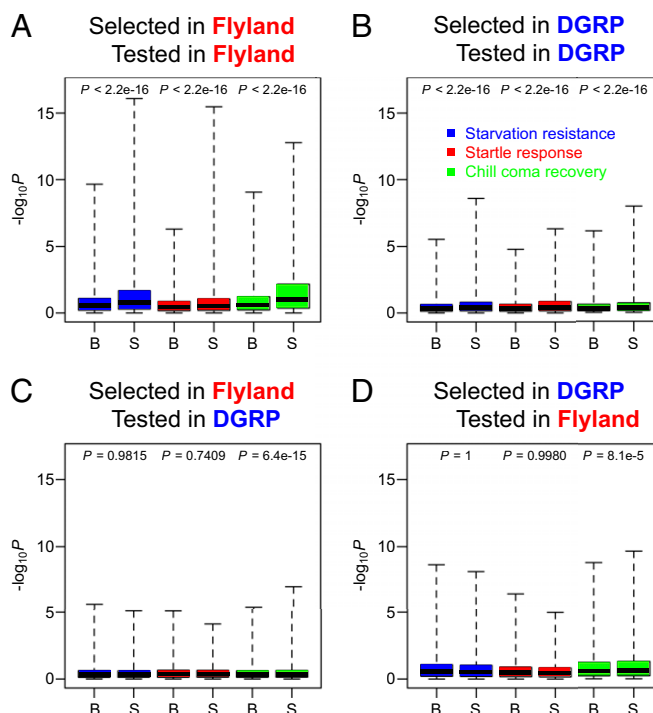 A
Selected in Flyland
Tested in Flyland
P < 2.2e-16 P < 2.2e-16 P < 2.2e-16
15
10
5
0
-log10P
B S B S B S
B
Selected in DGRP
Tested in DGRP
P < 2.2e-16 P < 2.2e-16 P < 2.2e-16
Starvation resistance
Startle response
Chill coma recovery
15
10
5
0
-log10P
B S B S B S
C
Selected in Flyland
Tested in DGRP
P = 0.9815 P = 0.7409 P = 6.4e-15
15
10
5
0
-log10P
B S B S B S
D
Selected in DGRP
Tested in Flyland
P = 1 P = 0.9980 P = 8.1e-5
15
10
5
0
-log10P
B S B S B S